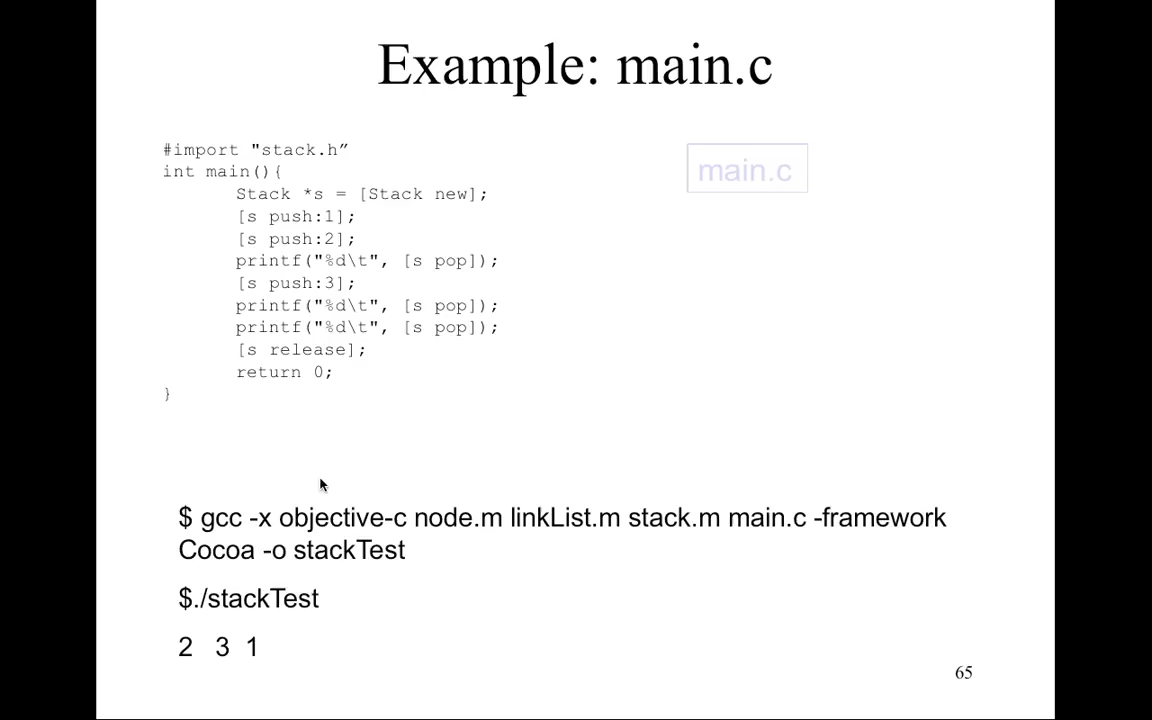 Example: main.c
#import "stack.h”
main.c
int main(){
Stack *s = [Stack new];
[s push:1];
[s push:2];
printf("%d\t", [s pop]);
[s push:3];
printf("%d\t", [s pop]);
printf("%d\t", [s pop]);
[s release];
return 0;
}
$ gcc -x objective-c node.m linkList.m stack.m main.c -framework
Cocoa -o stackTest
$./stackTest
2 3 1
65